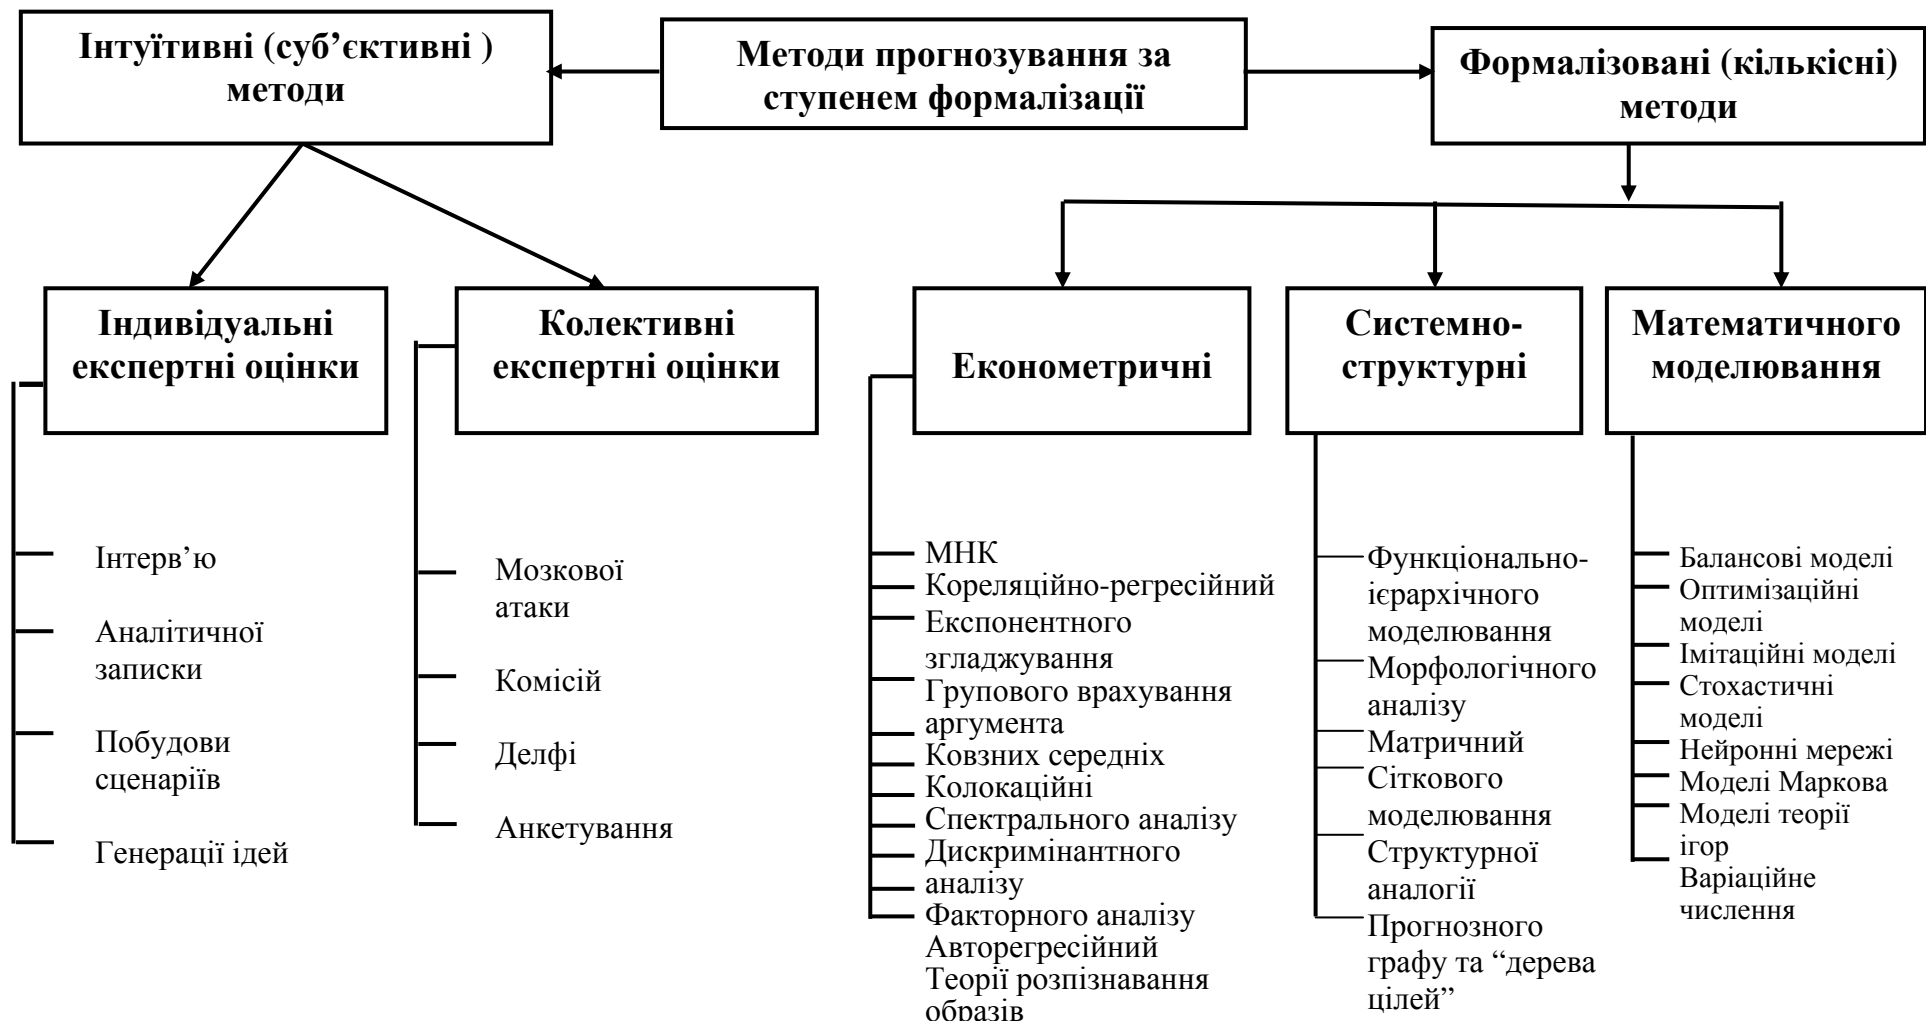 Інтуїтивні (суб’єктивні )
методи
Методи прогнозування за
ступенем формалізації
Формалізовані (кількісні)
методи
Індивідуальні
експертні оцінки
Колективні
експертні оцінки
Економетричні
Системно-
структурні
Математичного
моделювання
Інтерв’ю
Аналітичної
записки
Побудови
сценаріїв
Генерації ідей
Мозкової
атаки
Комісій
Делфі
Анкетування
МНК
Кореляційно-регресійний
Експонентного
згладжування
Групового врахування
аргумента
Ковзних середніх
Колокаційні
Спектрального аналізу
Дискримінантного
аналізу
Факторного аналізу
Авторегресійний
Теорії розпізнавання
образів
Функціонально-
ієрархічного
моделювання
Морфологічного
аналізу
Матричний
Сіткового
моделювання
Структурної
аналогії
Прогнозного
графу та “дерева
цілей”
Балансові моделі
Оптимізаційні
моделі
Імітаційні моделі
Стохастичні
моделі
Нейронні мережі
Моделі Маркова
Моделі теорії
ігор
Варіаційне
числення